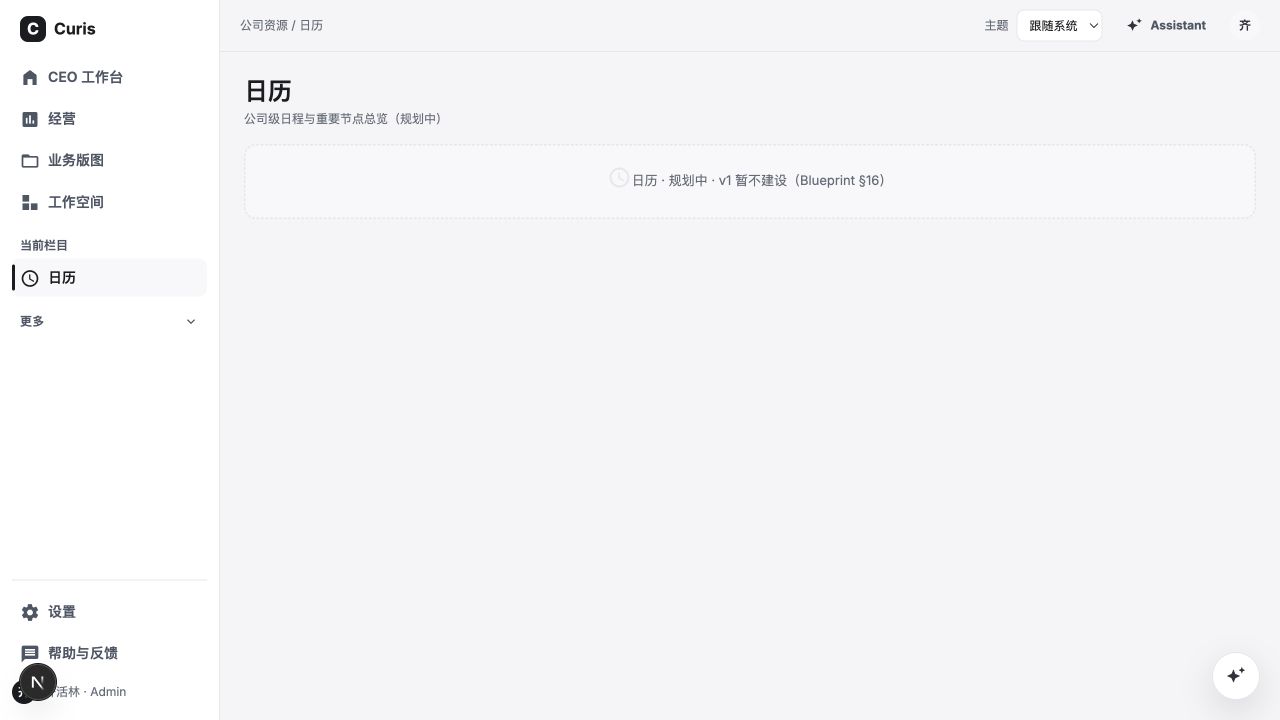 C Curis
公司资源 / 日历
主题 跟随系统 Assistant 齐
CEO 工作台
经营
业务版图
工作空间
当前栏目
日历
更多
日历
公司级日程与重要节点总览（规划中）
日历 · 规划中 · v1 暂不建设（Blueprint §16）
设置
帮助与反馈
N
活林 · Admin